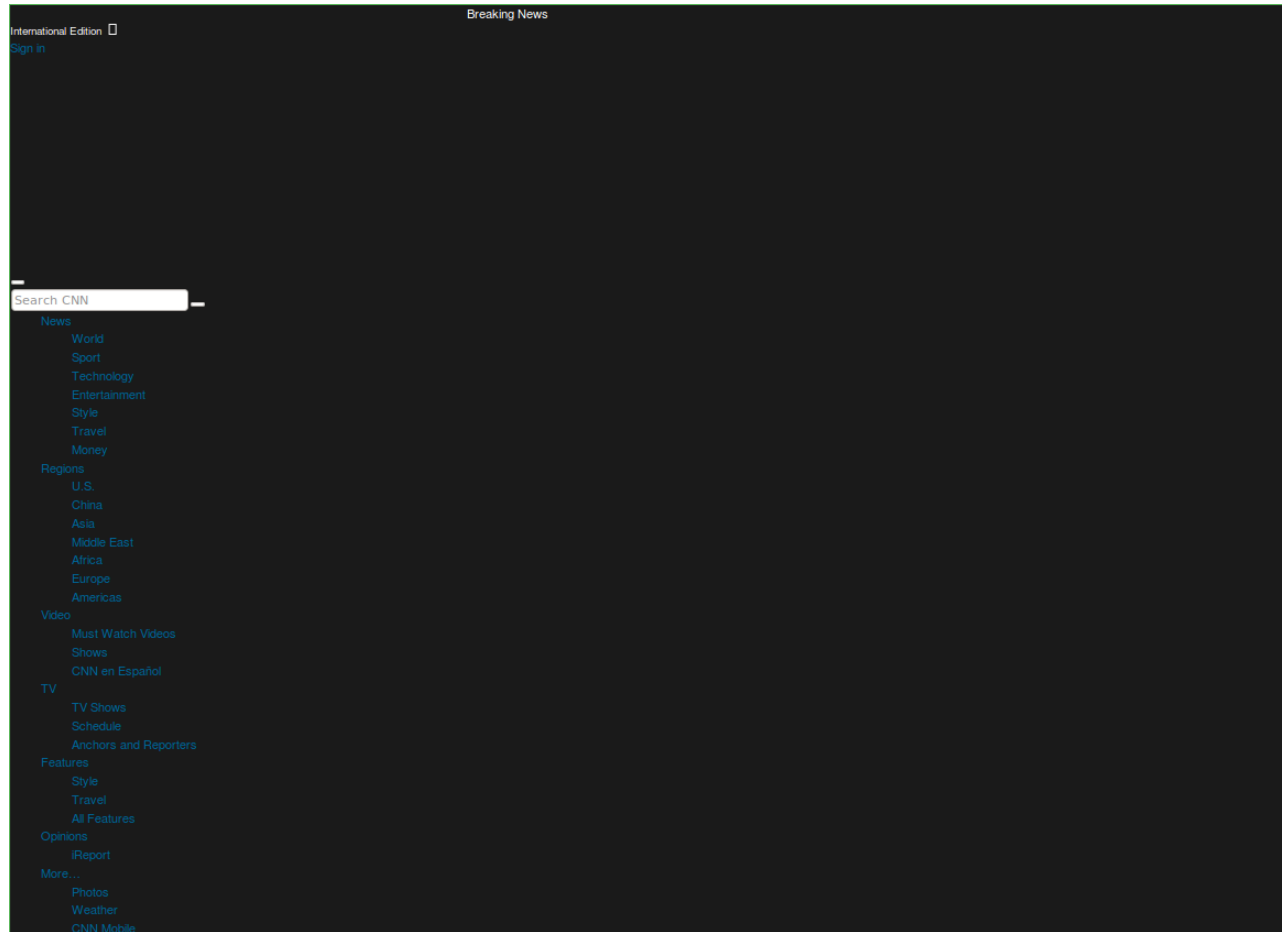 Breaking News
International Edition
Sign in
Search CNN
News
World
Sport
Technology
Entertainment
Style
Travel
Money
Regions
U.S.
China
Asia
Middle East
Africa
Europe
Americas
Video
Must Watch Videos
Shows
CNN en Español
TV
TV Shows
Schedule
Anchors and Reporters
Features
Style
Travel
All Features
Opinions
iReport
More…
Photos
Weather
CNN Mobile